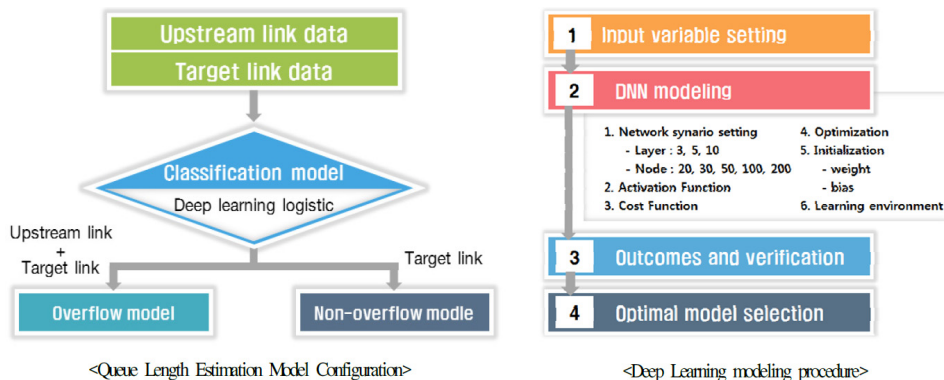 Upstream link data
Target link data
Classification model
Deep learning logistic
Upstream link
+
Target link
Target link
Overflow model
Non-overflow modle
<Queue Length Estimation Model Configuration>
1 Input variable setting
2 DNN modeling
1. Network synario setting
- Layer : 3, 5, 10
- Node : 20, 30, 50, 100, 200
2. Activation Function
3. Cost Function
4. Optimization
5. Initialization
- weight
- bias
6. Learning environment
3 Outcomes and verification
4 Optimal model selection
<Deep Learning modeling procedure>